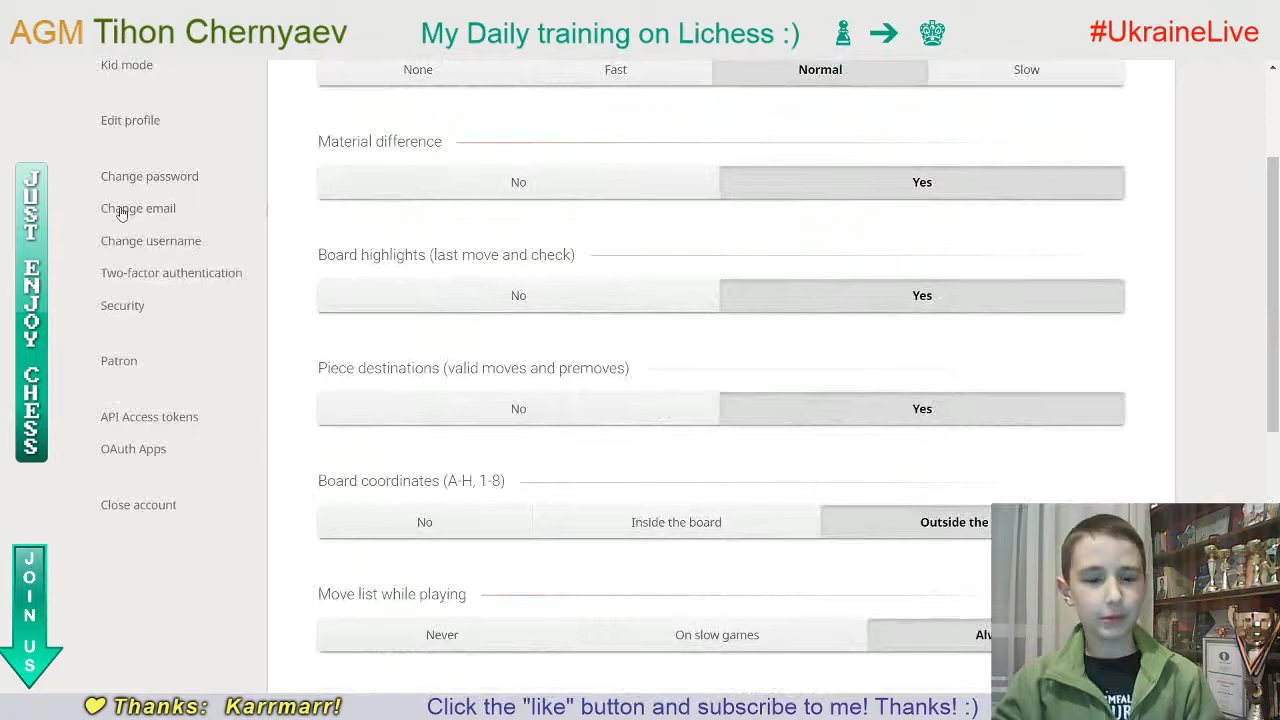 AGM Tihon Chernyaev
My Daily training on Lichess :)
#UkraineLive
Kid mode
None
Fast
Normal
Slow
Edit profile
Material difference
Change password
No
Yes
Change email
Change username
Board highlights (last move and check)
Two-factor authentication
No
Yes
Security
Patron
Piece destinations (valid moves and premoves)
API Access tokens
No
Yes
OAuth Apps
Board coordinates (A-H, 1-8)
Close account
No
Inside the board
Outside the
Move list while playing
Never
On slow games
JUST ENJOY CHESS
JOIN US
Thanks: Karrmarr!
Click the "like" button and subscribe to me! Thanks! :)